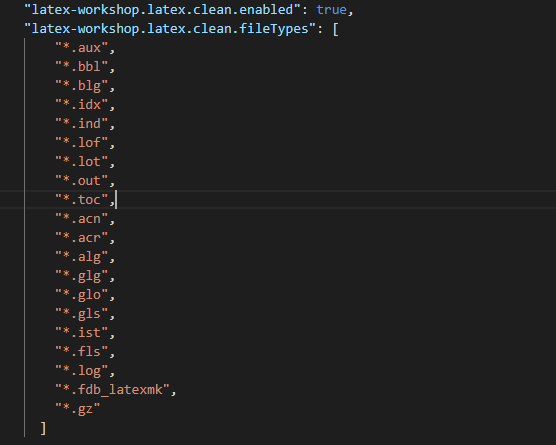 "latex-workshop.latex.clean.enabled": true,
"latex-workshop.latex.clean.fileTypes": [
"*.aux",
"*.bbl",
"*.blg",
"*.idx",
"*.ind",
"*.lof",
"*.lot",
"*.out",
"*.toc",
"*.acn",
"*.acr",
"*.alg",
"*.glg",
"*.glo",
"*.gls",
"*.ist",
"*.fls",
"*.log",
"*.fdb_latexmk",
"*.gz"
]